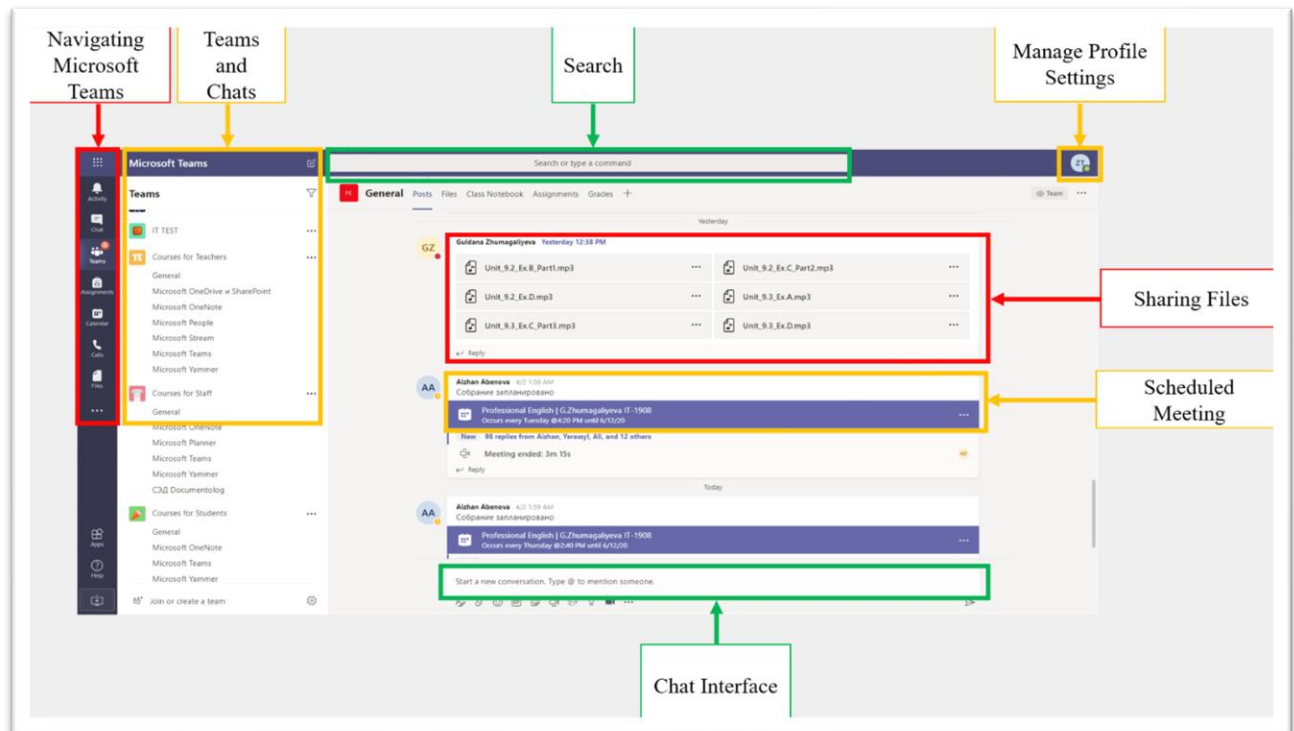 Navigating
Microsoft
Teams
Teams
and
Chats
Search
Manage Profile
Settings
Microsoft Teams
Search or type a command
ZT
Activity
Chat
Teams
Assignments
Calendar
Calls
Files
Apps
Help
Teams
IT TEST
Courses for Teachers
General
Microsoft OneDrive и SharePoint
Microsoft OneNote
Microsoft People
Microsoft Stream
Microsoft Teams
Microsoft Yammer
Courses for Staff
General
Microsoft OneNote
Microsoft Planner
Microsoft Teams
Microsoft Yammer
СЭД Documentolog
Courses for Students
General
Microsoft OneNote
Microsoft Teams
Microsoft Yammer
Join or create a team
General Posts Files Class Notebook Assignments Grades
Team
Yesterday
GZ
Guldana Zhumagaliyeva Yesterday 12:38 PM
Unit_9.2_Ex.B_Part1.mp3 Unit_9.2_Ex.C_Part2.mp3
Unit_9.2_Ex.D.mp3 Unit_9.3_Ex.A.mp3
Unit_9.3_Ex.C_Part3.mp3 Unit_9.3_Ex.D.mp3
Reply
Sharing Files
AA
Aizhan Abenova 4/2 1:58 AM
Собрание запланировано
Professional English | G.Zhumagaliyeva IT-1908
Occurs every Tuesday @4:20 PM until 6/12/20
New 98 replies from Aizhan, Yerassyl, Ali, and 12 others
Meeting ended: 3m 15s
Reply
Scheduled
Meeting
Today
AA
Aizhan Abenova 4/2 1:59 AM
Собрание запланировано
Professional English | G.Zhumagaliyeva IT-1908
Occurs every Thursday @2:40 PM until 6/12/20
Start a new conversation. Type @ to mention someone.
Chat Interface